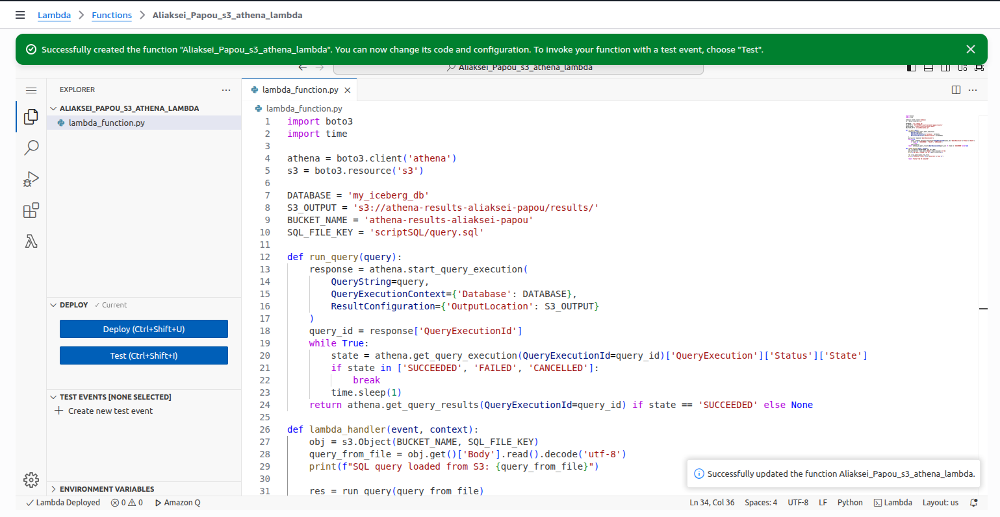 Lambda > Functions > Aliaksei_Papou_s3_athena_lambda
Successfully created the function "Aliaksei_Papou_s3_athena_lambda". You can now change its code and configuration. To invoke your function with a test event, choose "Test".
Aliaksei_Papou_s3_athena_lambda
EXPLORER
ALIAKSEI_PAPOU_S3_ATHENA_LAMBDA
lambda_function.py
DEPLOY ✓ Current
Deploy (Ctrl+Shift+U)
Test (Ctrl+Shift+I)
TEST EVENTS [NONE SELECTED]
Create new test event
ENVIRONMENT VARIABLES
lambda_function.py
lambda_function.py
1 import boto3
2 import time
3
4 athena = boto3.client('athena')
5 s3 = boto3.resource('s3')
6
7 DATABASE = 'my_iceberg_db'
8 S3_OUTPUT = 's3://athena-results-aliaksei-papou/results/'
9 BUCKET_NAME = 'athena-results-aliaksei-papou'
10 SQL_FILE_KEY = 'scriptSQL/query.sql'
11
12 def run_query(query):
13     response = athena.start_query_execution(
14         QueryString=query,
15         QueryExecutionContext={'Database': DATABASE},
16         ResultConfiguration={'OutputLocation': S3_OUTPUT}
17     )
18     query_id = response['QueryExecutionId']
19     while True:
20         state = athena.get_query_execution(QueryExecutionId=query_id)['QueryExecution']['Status']['State']
21         if state in ['SUCCEEDED', 'FAILED', 'CANCELLED']:
22             break
23         time.sleep(1)
24     return athena.get_query_results(QueryExecutionId=query_id) if state == 'SUCCEEDED' else None
25
26 def lambda_handler(event, context):
27     obj = s3.Object(BUCKET_NAME, SQL_FILE_KEY)
28     query_from_file = obj.get()['Body'].read().decode('utf-8')
29     print(f"SQL query loaded from S3: {query_from_file}")
30
31     res = run_query(query_from_file)
Successfully updated the function Aliaksei_Papou_s3_athena_lambda.
Lambda Deployed 0 0 Amazon Q Ln 34, Col 36 Spaces: 4 UTF-8 LF Python Lambda Layout: us